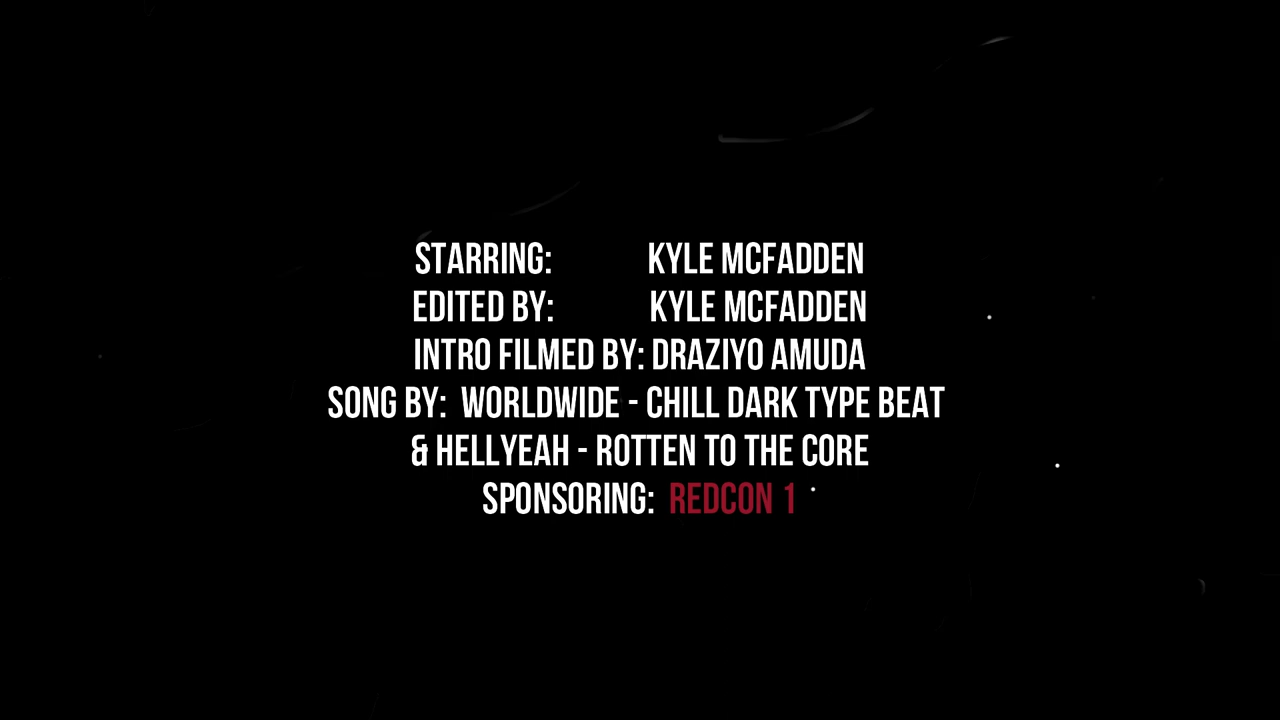 STARRING: KYLE MCFADDEN
EDITED BY: KYLE MCFADDEN
INTRO FILMED BY: DRAZIYO AMUDA
SONG BY: WORLDWIDE - CHILL DARK TYPE BEAT
& HELLYEAH - ROTTEN TO THE CORE
SPONSORING: REDCON 1